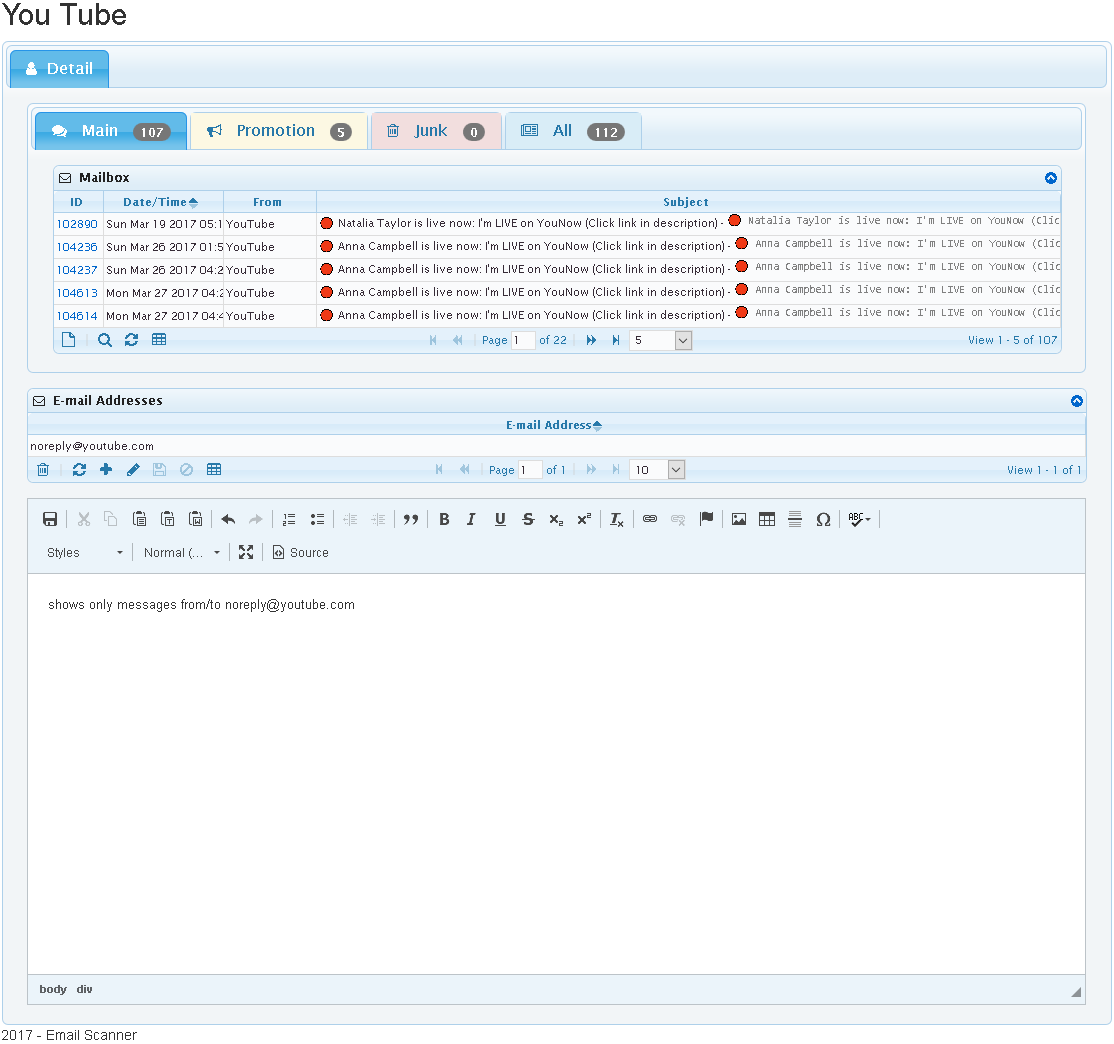 You Tube
Detail
Main 107 Promotion 5 Junk 0 All 112
Mailbox
ID Date/Time From Subject
102890 Sun Mar 19 2017 05:1 YouTube Natalia Taylor is live now: I'm LIVE on YouNow (Click link in description) - Natalia Taylor is live now: I'm LIVE on YouNow (Clic
104236 Sun Mar 26 2017 01:5 YouTube Anna Campbell is live now: I'm LIVE on YouNow (Click link in description) - Anna Campbell is live now: I'm LIVE on YouNow (Clic
104237 Sun Mar 26 2017 04:2 YouTube Anna Campbell is live now: I'm LIVE on YouNow (Click link in description) - Anna Campbell is live now: I'm LIVE on YouNow (Clic
104613 Mon Mar 27 2017 04:2 YouTube Anna Campbell is live now: I'm LIVE on YouNow (Click link in description) - Anna Campbell is live now: I'm LIVE on YouNow (Clic
104614 Mon Mar 27 2017 04:4 YouTube Anna Campbell is live now: I'm LIVE on YouNow (Click link in description) - Anna Campbell is live now: I'm LIVE on YouNow (Clic
Page 1 of 22 5 View 1 - 5 of 107
E-mail Addresses
E-mail Address
noreply@youtube.com
Page 1 of 1 10 View 1 - 1 of 1
B I U S x₂ x² Tx Ω ABC
Styles Normal (... Source
shows only messages from/to noreply@youtube.com
body div
2017 - Email Scanner